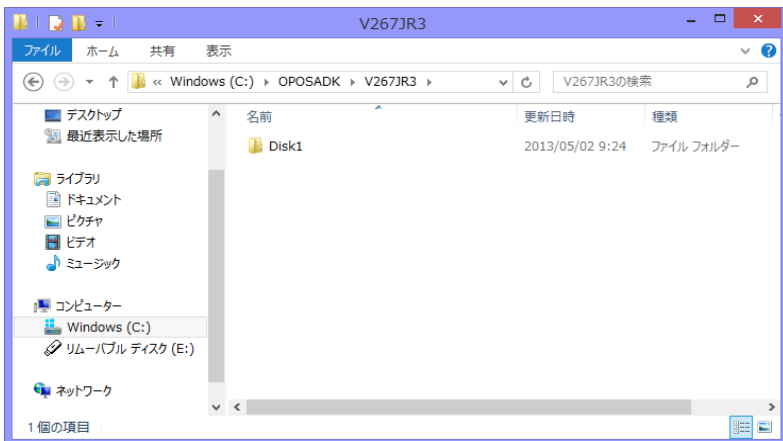 V267JR3
ファイル ホーム 共有 表示
« Windows (C:) ▸ OPOSADK ▸ V267JR3 ▸ V267JR3の検索
デスクトップ
最近表示した場所
ライブラリ
ドキュメント
ピクチャ
ビデオ
ミュージック
コンピューター
Windows (C:)
リムーバブル ディスク (E:)
ネットワーク
名前 更新日時 種類
Disk1 2013/05/02 9:24 ファイル フォルダー
1 個の項目